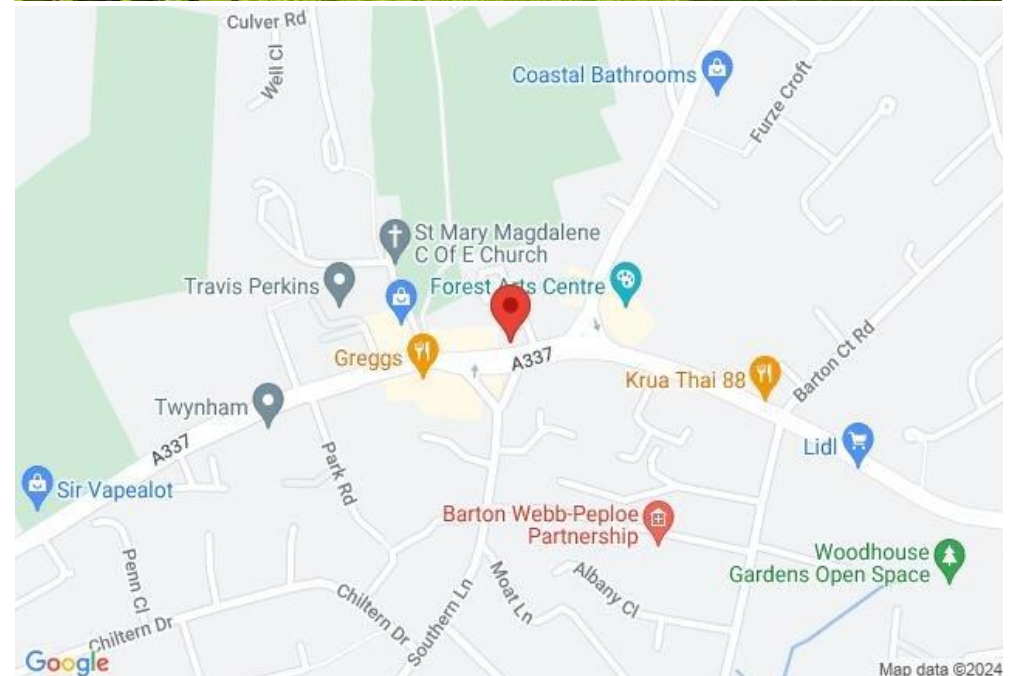 Culver Rd
Well Cl
Coastal Bathrooms
Furze Croft
St Mary Magdalene
C Of E Church
Travis Perkins
Forest Arts Centre
Greggs
A337
Krua Thai 88
Barton Ct Rd
Twynham
A337
Park Rd
Lidl
Sir Vapealot
Barton Webb-Peploe
Partnership
Woodhouse
Gardens Open Space
Penn Cl
Moat Ln
Albany Cl
Chiltern Dr
Chiltern Dr
Southern Ln
Google
Map data ©2024